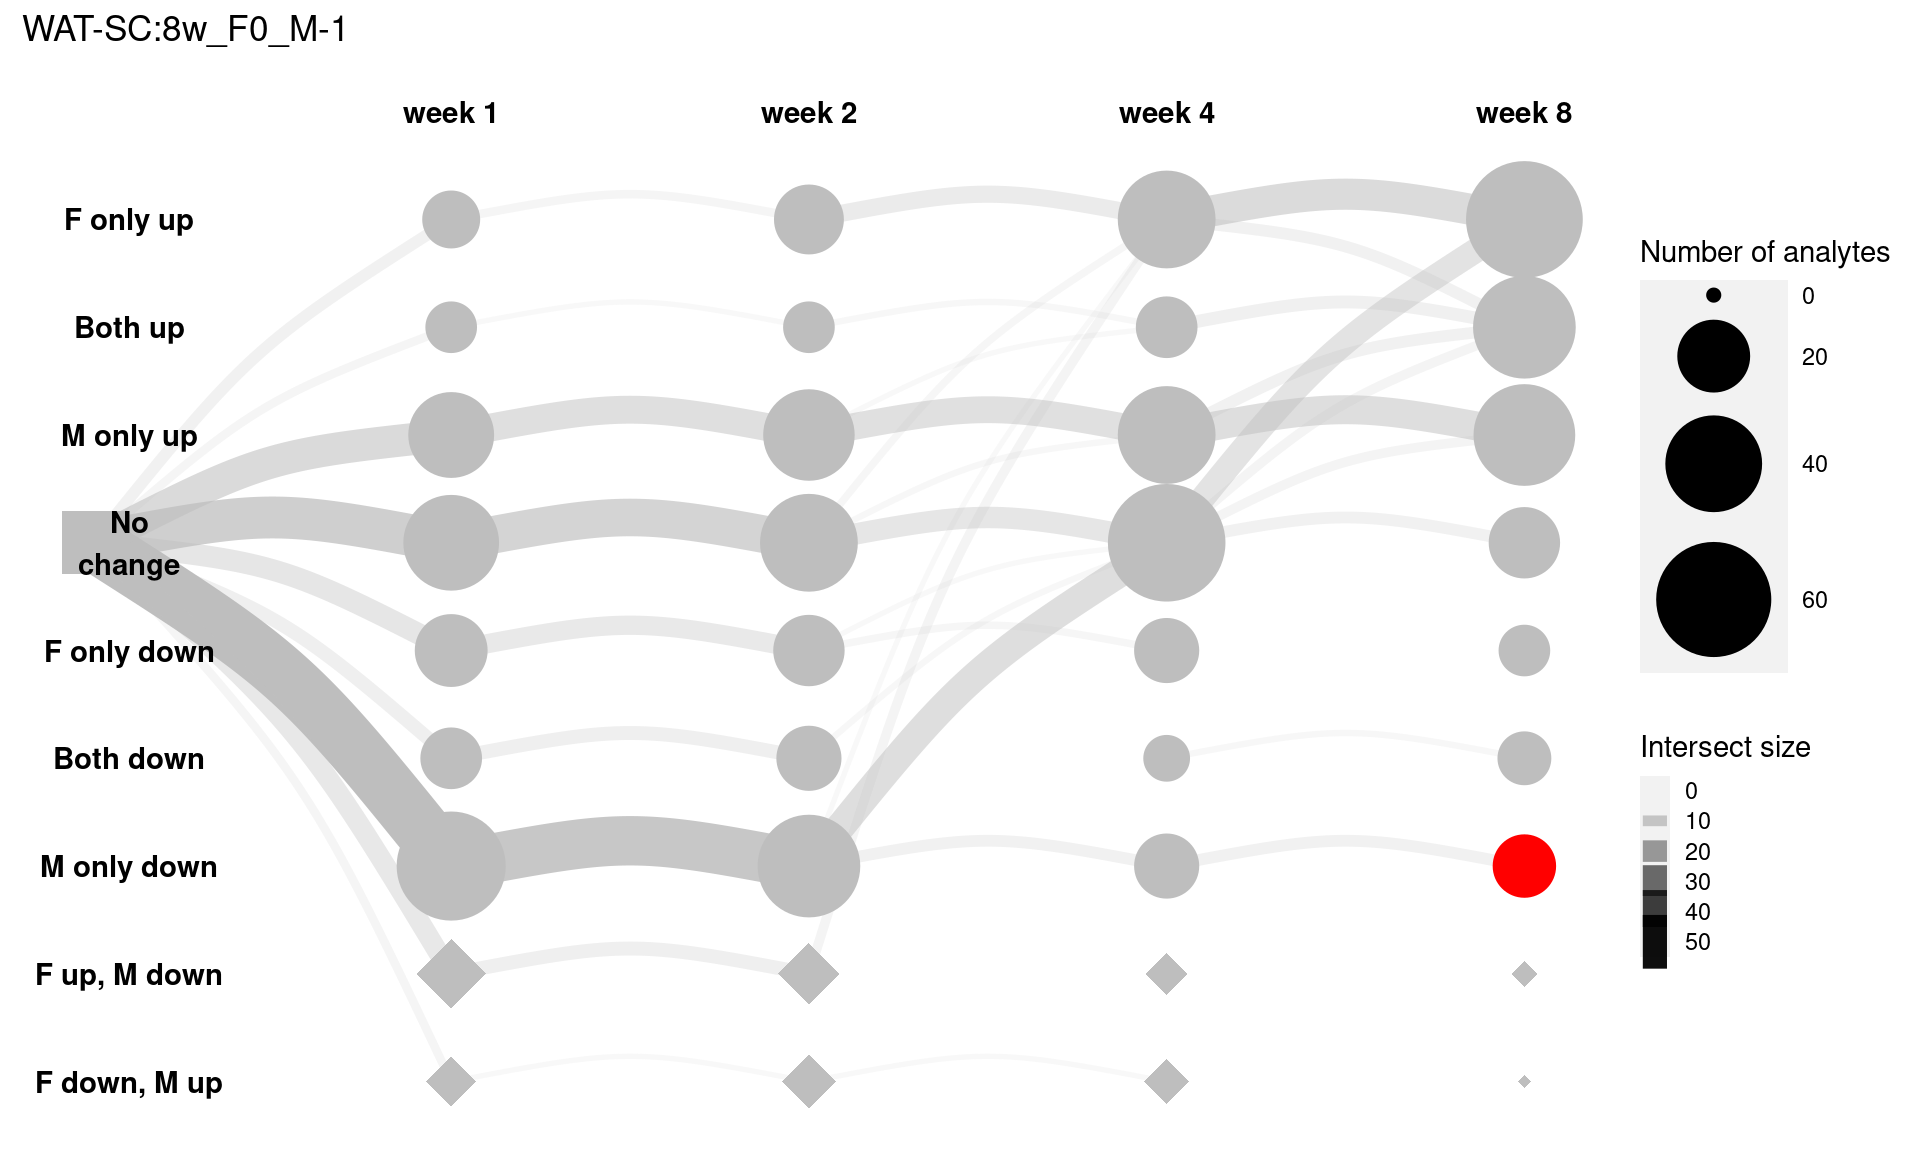 WAT-SC:8w_F0_M-1
week 1
week 2
week 4
week 8
F only up
Both up
M only up
No
change
F only down
Both down
M only down
F up, M down
F down, M up
Number of analytes
0
20
40
60
Intersect size
0
10
20
30
40
50